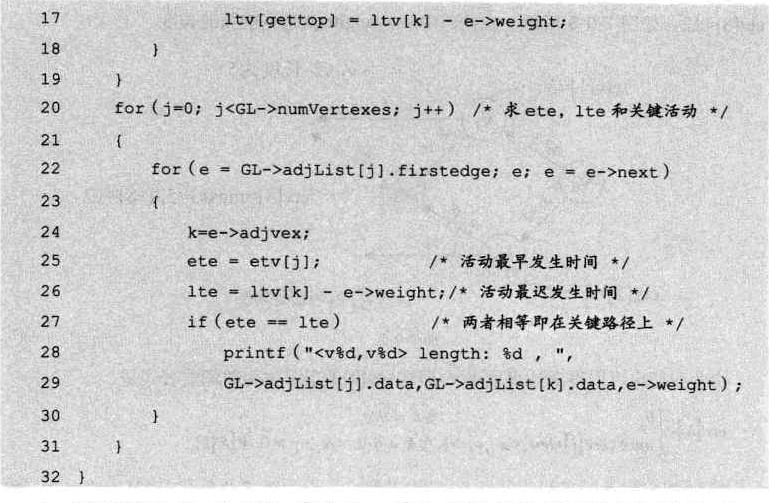 17 ltv[gettop] = ltv[k] - e->weight;
18 }
19 }
20 for(j=0; j<GL->numVertexes; j++) /* 求ete, lte和关键活动 */
21 {
22 for(e = GL->adjList[j].firstedge; e; e = e->next)
23 {
24 k=e->adjvex;
25 ete = etv[j]; /* 活动最早发生时间 */
26 lte = ltv[k] - e->weight;/* 活动最迟发生时间 */
27 if(ete == lte) /* 两者相等即在关键路径上 */
28 printf("<v%d,v%d> length: %d , ",
29 GL->adjList[j].data,GL->adjList[k].data,e->weight);
30 }
31 }
32 }